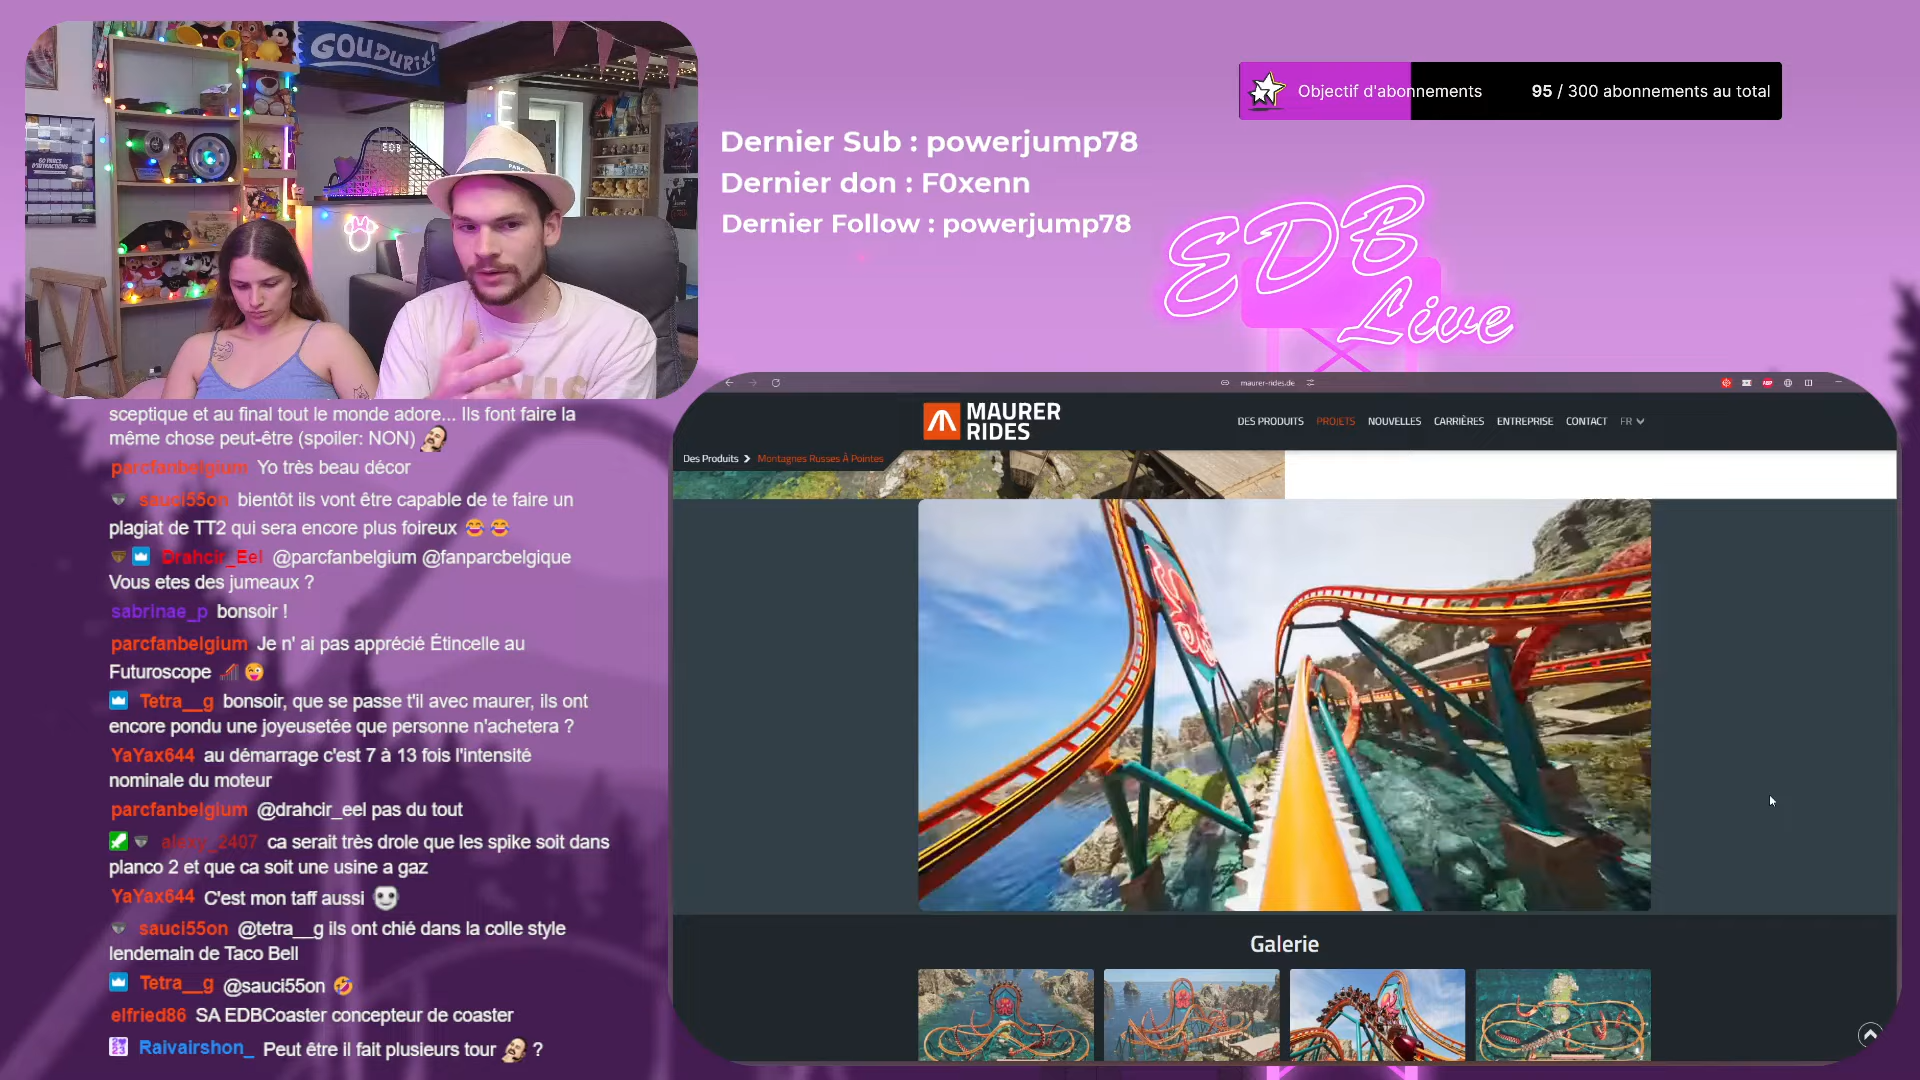 GOUDURIX!
EDB
Objectif d'abonnements 95 / 300 abonnements au total
Dernier Sub : powerjump78
Dernier don : F0xenn
Dernier Follow : powerjump78
EDB
Live
sceptique et au final tout le monde adore... Ils font faire la
même chose peut-être (spoiler: NON)
parcfanbelgium Yo très beau décor
sauci55on bientôt ils vont être capable de te faire un
plagiat de TT2 qui sera encore plus foireux 😂 😂
Drahcir_Eel @parcfanbelgium @fanparcbelgique
Vous etes des jumeaux ?
sabrinae_p bonsoir !
parcfanbelgium Je n' ai pas apprécié Étincelle au
Futuroscope 🎢 😜
Tetra__g bonsoir, que se passe t'il avec maurer, ils ont
encore pondu une joyeusetée que personne n'achetera ?
YaYax644 au démarrage c'est 7 à 13 fois l'intensité
nominale du moteur
parcfanbelgium @drahcir_eel pas du tout
alexy_2407 ca serait très drole que les spike soit dans
planco 2 et que ca soit une usine a gaz
YaYax644 C'est mon taff aussi
sauci55on @tetra__g ils ont chié dans la colle style
lendemain de Taco Bell
Tetra__g @sauci55on 🤣
elfried86 SA EDBCoaster concepteur de coaster
Raivairshon_ Peut être il fait plusieurs tour ?
maurer-rides.de
MAURER
RIDES
DES PRODUITS PROJETS NOUVELLES CARRIÈRES ENTREPRISE CONTACT FR
Des Produits > Montagnes Russes À Pointes
Galerie